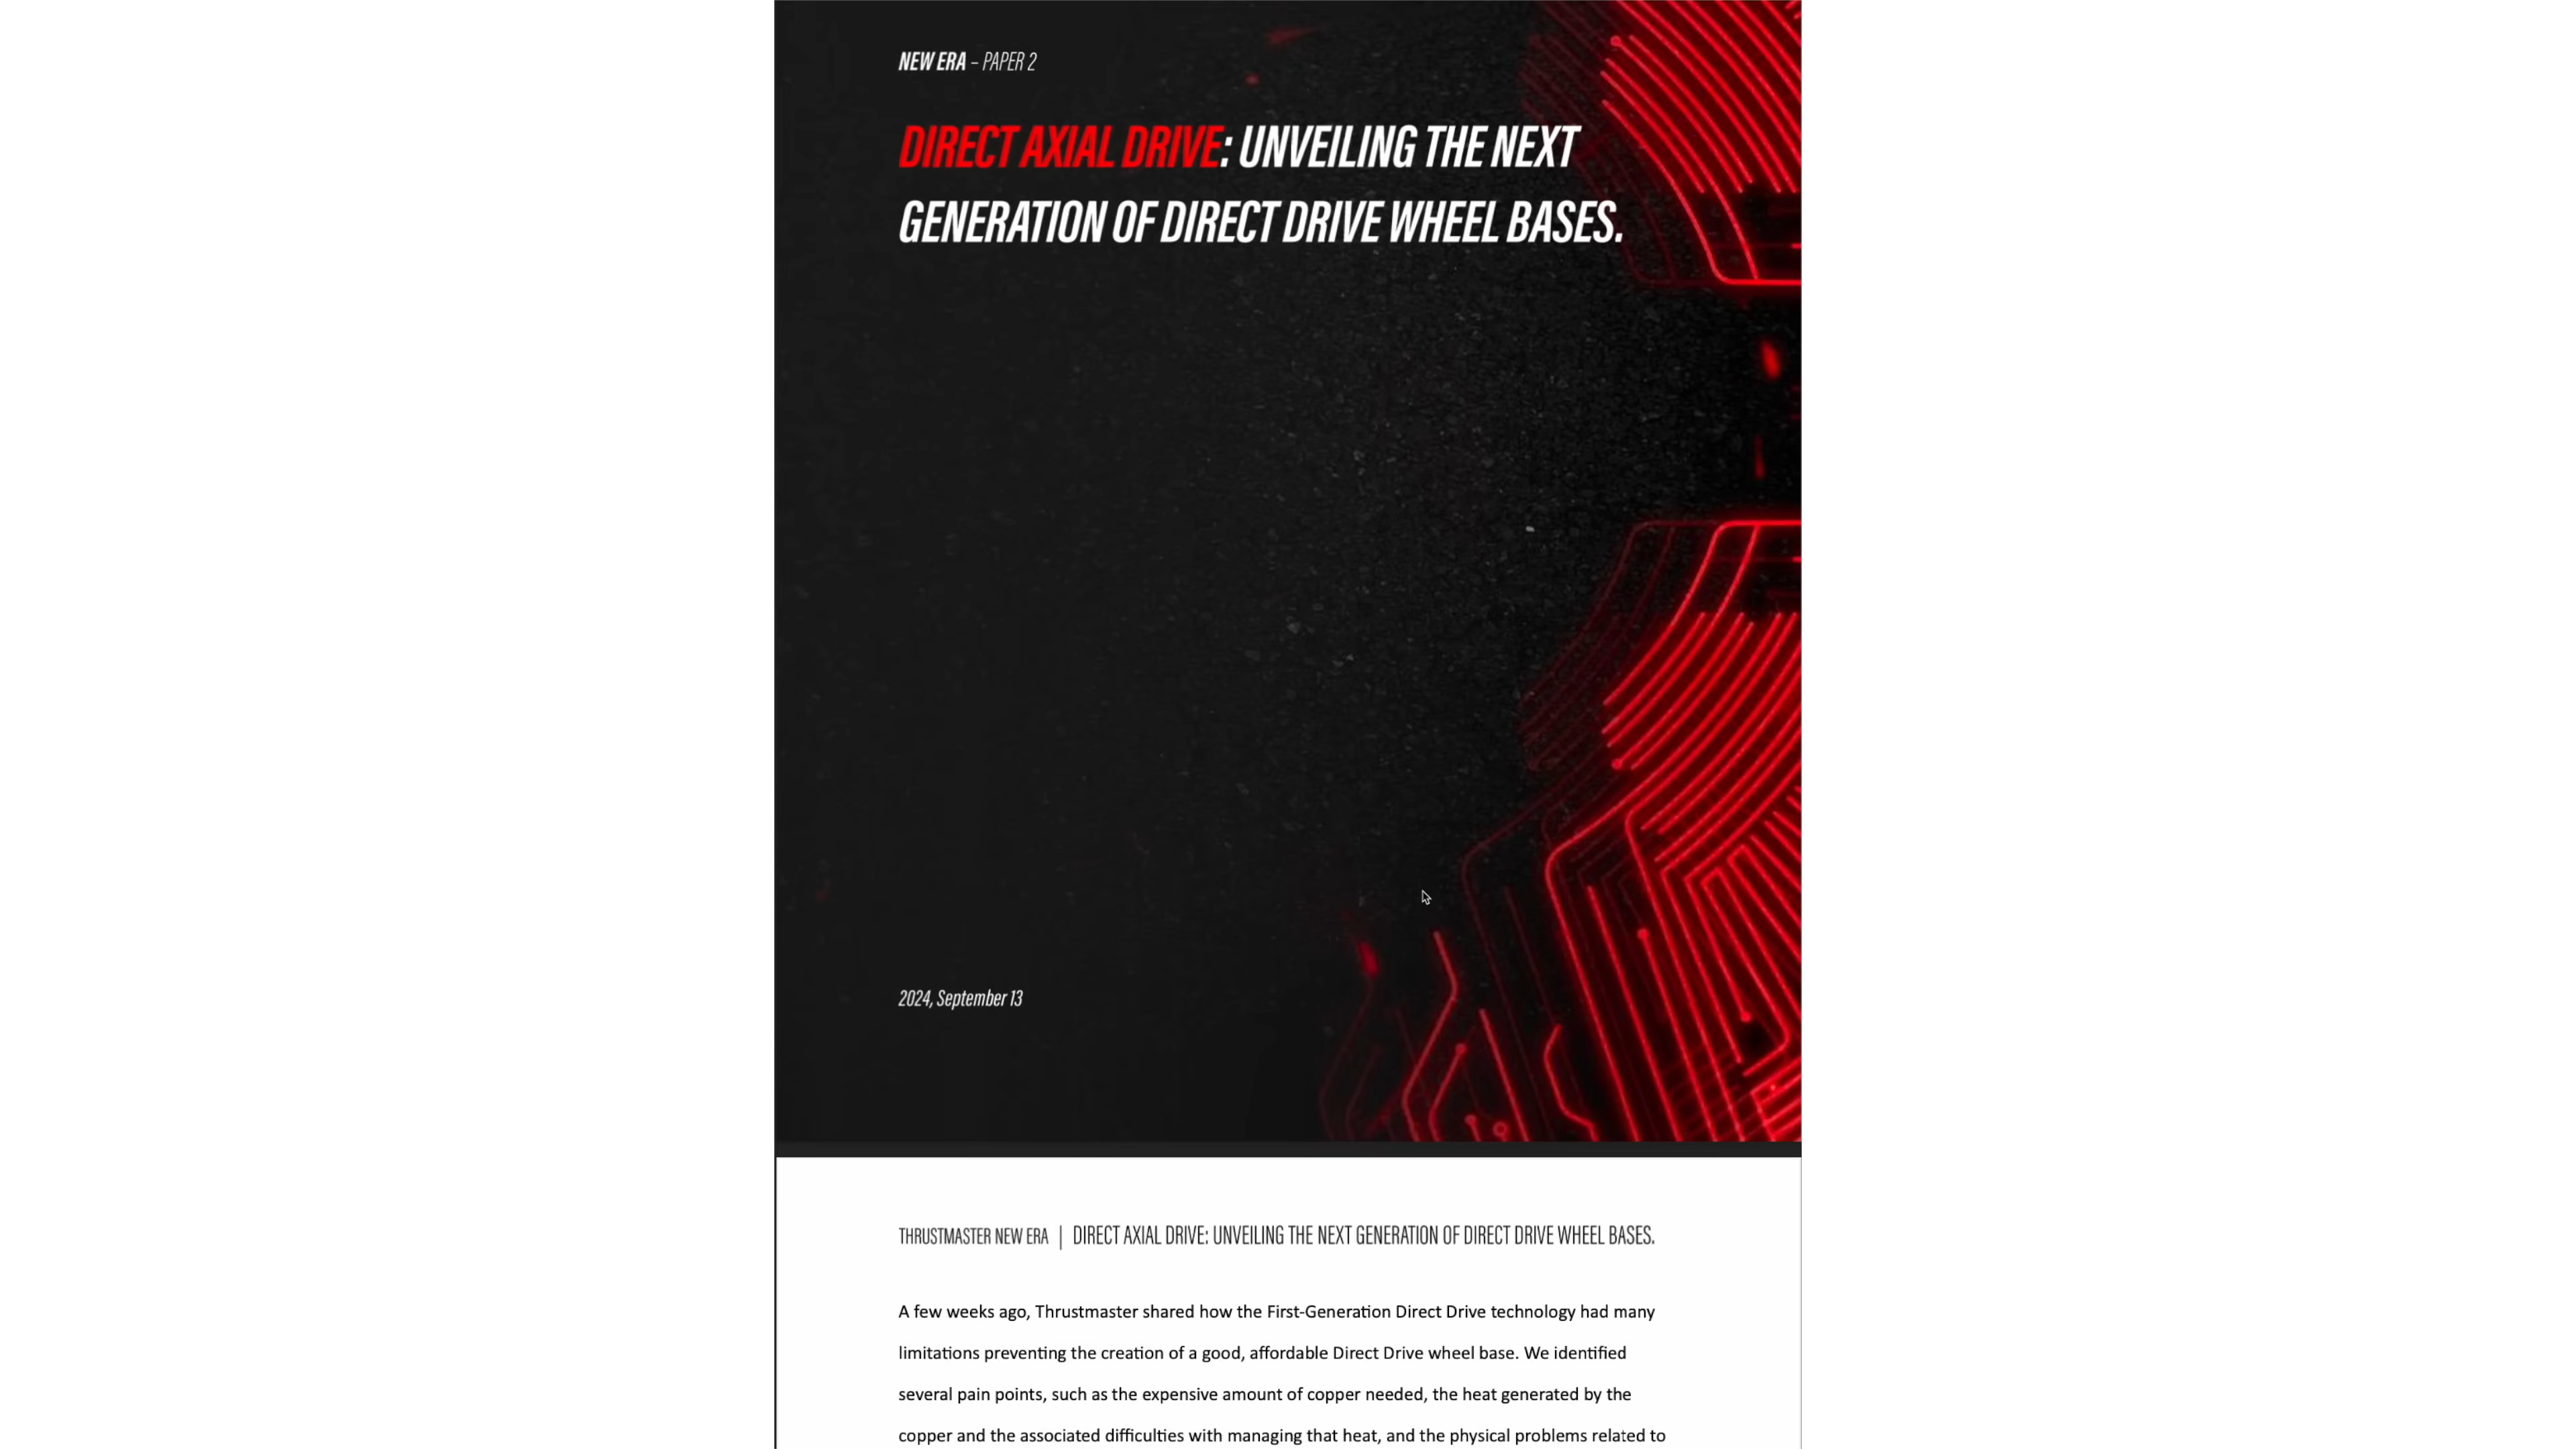 NEW ERA – PAPER 2
DIRECT AXIAL DRIVE: UNVEILING THE NEXT
GENERATION OF DIRECT DRIVE WHEEL BASES.
2024, September 13
THRUSTMASTER NEW ERA | DIRECT AXIAL DRIVE: UNVEILING THE NEXT GENERATION OF DIRECT DRIVE WHEEL BASES.
A few weeks ago, Thrustmaster shared how the First-Generation Direct Drive technology had many
limitations preventing the creation of a good, affordable Direct Drive wheel base. We identified
several pain points, such as the expensive amount of copper needed, the heat generated by the
copper and the associated difficulties with managing that heat, and the physical problems related to